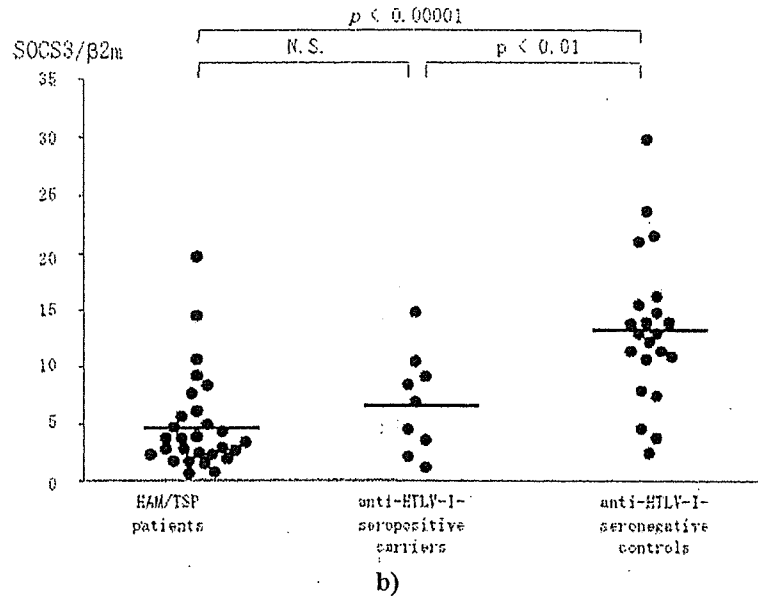 p < 0.00001
SOCS3/β2m
N.S.
p < 0.01
35
30
25
20
15
10
5
0
HAM/TSP
patients
anti-HTLV-I-
seropositive
carriers
anti-HTLV-I-
seronegative
controls
b)